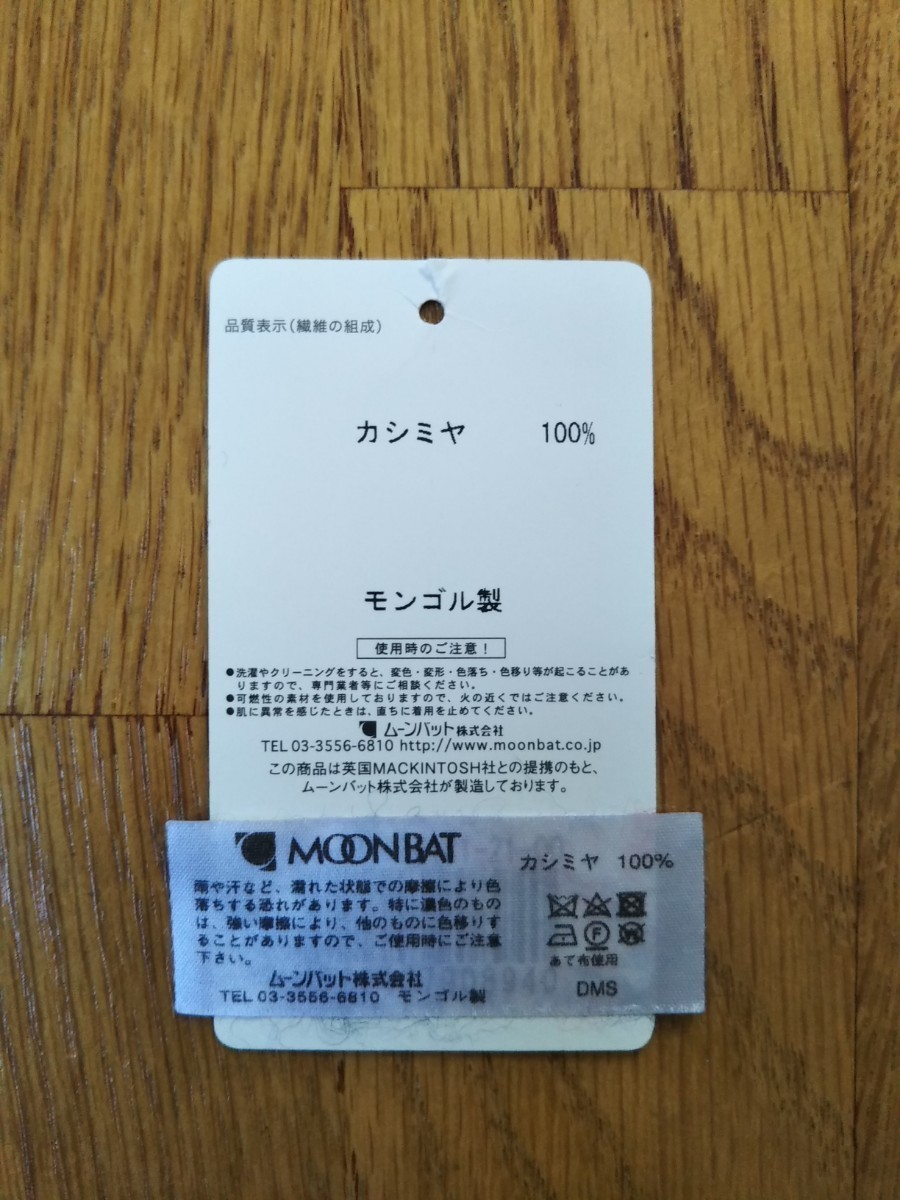 品質表示(繊維の組成)
カシミヤ 100%
モンゴル製
使用時のご注意！
●洗濯やクリーニングをすると、変色・変形・色落ち・色移り等が起こることがあ
りますので、専門業者等にご相談ください。
●可燃性の素材を使用しておりますので、火の近くではご注意ください。
●肌に異常を感じたときは、直ちに着用を止めてください。
ムーンバット株式会社
TEL 03-3556-6810 http://www.moonbat.co.jp
この商品は英国MACKINTOSH社との提携のもと、
ムーンバット株式会社が製造しております。
MOONBAT
カシミヤ 100%
雨や汗など、濡れた状態での摩擦により色
落ちする恐れがあります。特に濃色のもの
は、強い摩擦により、他のものに色移りす
ることがありますので、ご使用時にご注意
下さい。
あて布使用
ムーンバット株式会社
TEL 03-3556-6810 モンゴル製
DMS